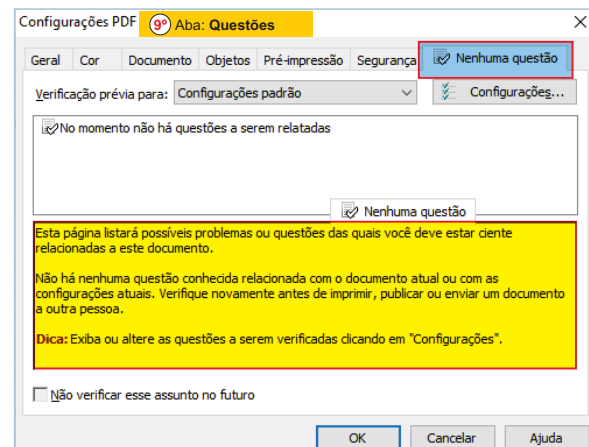 Configurações PDF
9º Aba: Questões
Geral Cor Documento Objetos Pré-impressão Segurança Nenhuma questão
Verificação prévia para: Configurações padrão Configurações...
No momento não há questões a serem relatadas
Nenhuma questão
Esta página listará possíveis problemas ou questões das quais você deve estar ciente
relacionadas a este documento.
Não há nenhuma questão conhecida relacionada com o documento atual ou com as
configurações atuais. Verifique novamente antes de imprimir, publicar ou enviar um documento
a outra pessoa.
Dica: Exiba ou altere as questões a serem verificadas clicando em "Configurações".
Não verificar esse assunto no futuro
OK Cancelar Ajuda